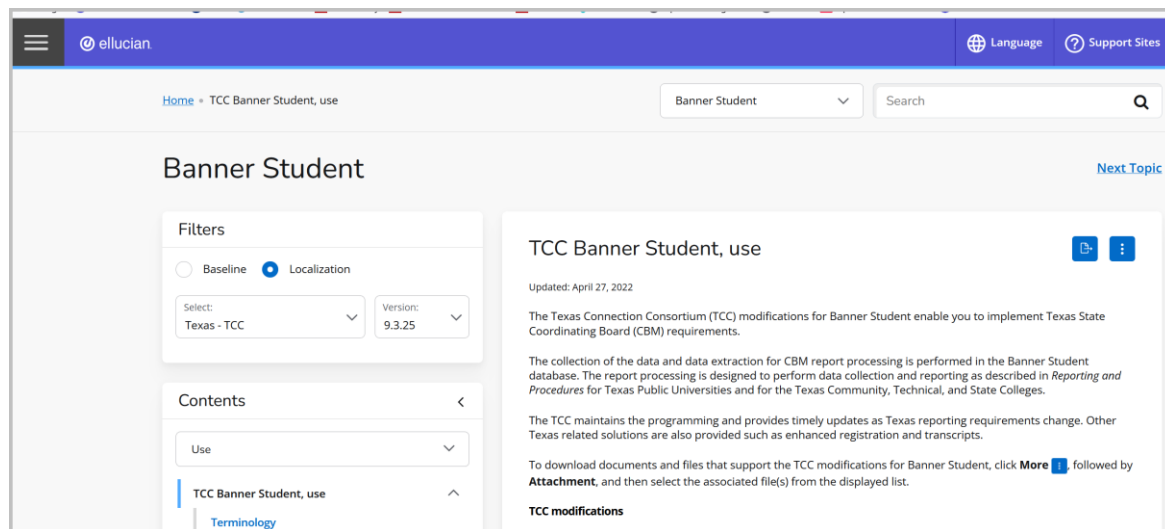 ellucian
Language
Support Sites
Home • TCC Banner Student, use
Banner Student
Search
Banner Student
Next Topic
Filters
Baseline
Localization
Select:
Texas - TCC
Version:
9.3.25
Contents
Use
TCC Banner Student, use
Terminology
TCC Banner Student, use
Updated: April 27, 2022
The Texas Connection Consortium (TCC) modifications for Banner Student enable you to implement Texas State
Coordinating Board (CBM) requirements.
The collection of the data and data extraction for CBM report processing is performed in the Banner Student
database. The report processing is designed to perform data collection and reporting as described in Reporting and
Procedures for Texas Public Universities and for the Texas Community, Technical, and State Colleges.
The TCC maintains the programming and provides timely updates as Texas reporting requirements change. Other
Texas related solutions are also provided such as enhanced registration and transcripts.
To download documents and files that support the TCC modifications for Banner Student, click More , followed by
Attachment, and then select the associated file(s) from the displayed list.
TCC modifications